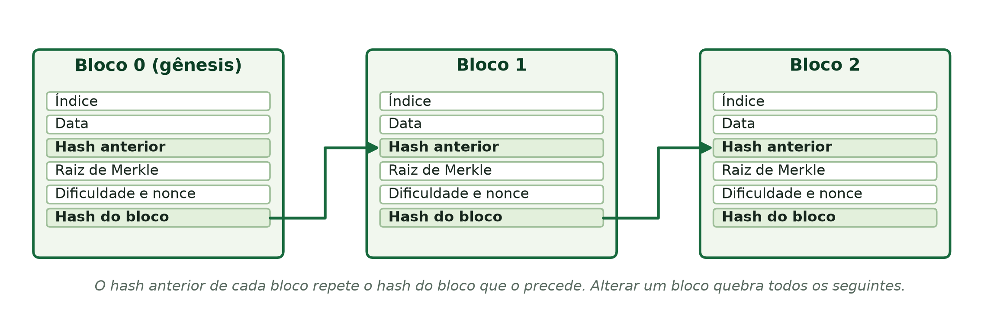 Bloco 0 (gênesis)
Índice
Data
Hash anterior
Raiz de Merkle
Dificuldade e nonce
Hash do bloco
Bloco 1
Índice
Data
Hash anterior
Raiz de Merkle
Dificuldade e nonce
Hash do bloco
Bloco 2
Índice
Data
Hash anterior
Raiz de Merkle
Dificuldade e nonce
Hash do bloco
O hash anterior de cada bloco repete o hash do bloco que o precede. Alterar um bloco quebra todos os seguintes.